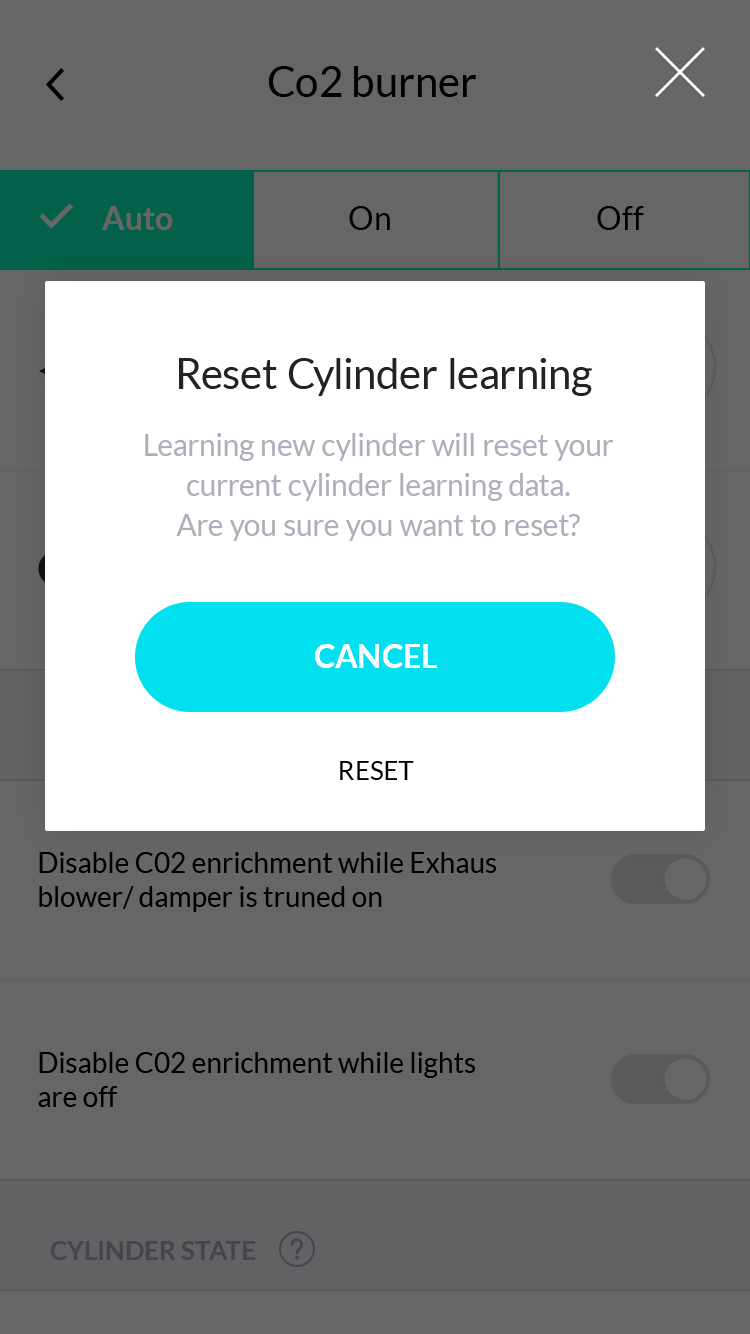 Co2 burner
Auto
On
Off
Reset Cylinder learning
Learning new cylinder will reset your
current cylinder learning data.
Are you sure you want to reset?
CANCEL
RESET
Disable C02 enrichment while Exhaus
blower/ damper is truned on
Disable C02 enrichment while lights
are off
CYLINDER STATE ?